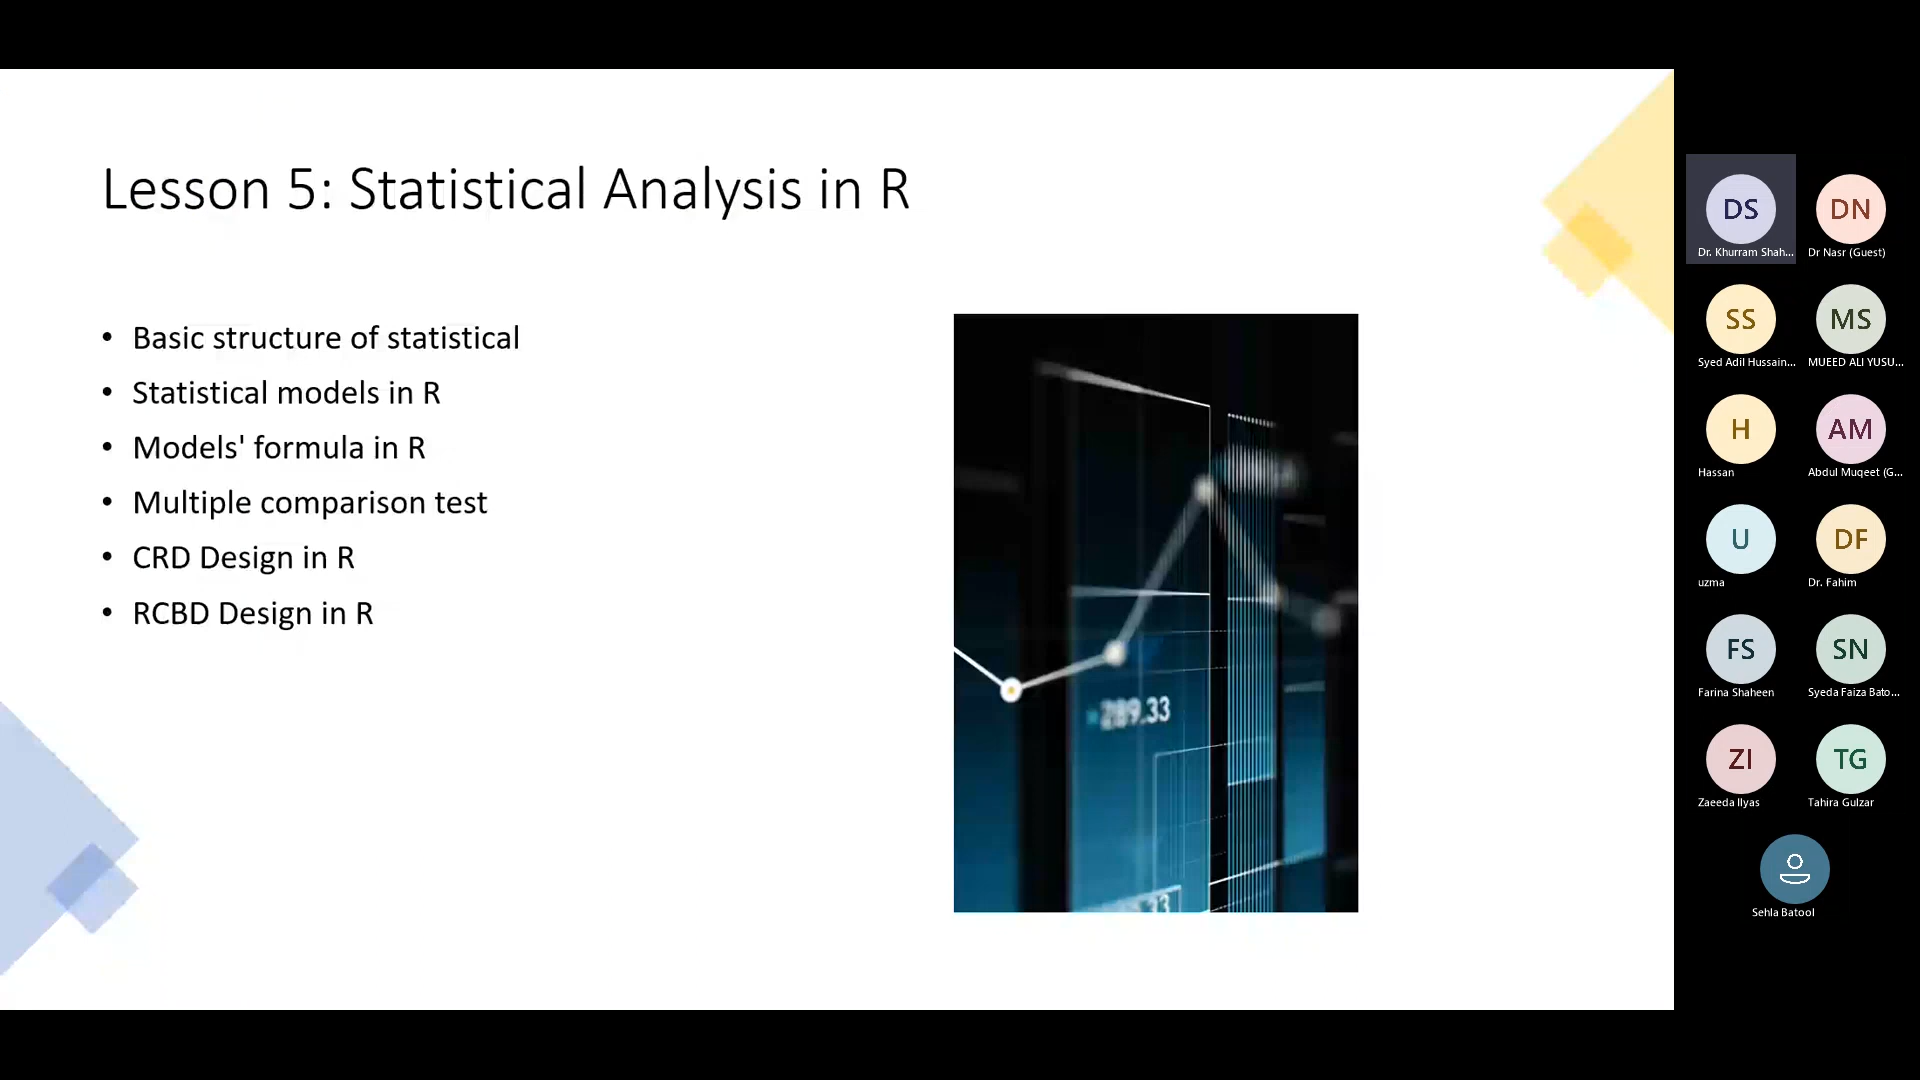 Lesson 5: Statistical Analysis in R
• Basic structure of statistical
• Statistical models in R
• Models' formula in R
• Multiple comparison test
• CRD Design in R
• RCBD Design in R
289.33
DS
Dr. Khurram Shah...
DN
Dr Nasr (Guest)
SS
Syed Adil Hussain...
MS
MUEED ALI YUSU...
H
Hassan
AM
Abdul Muqeet (G...
U
uzma
DF
Dr. Fahim
FS
Farina Shaheen
SN
Syeda Faiza Bato...
ZI
Zaeeda Ilyas
TG
Tahira Gulzar
Sehla Batool